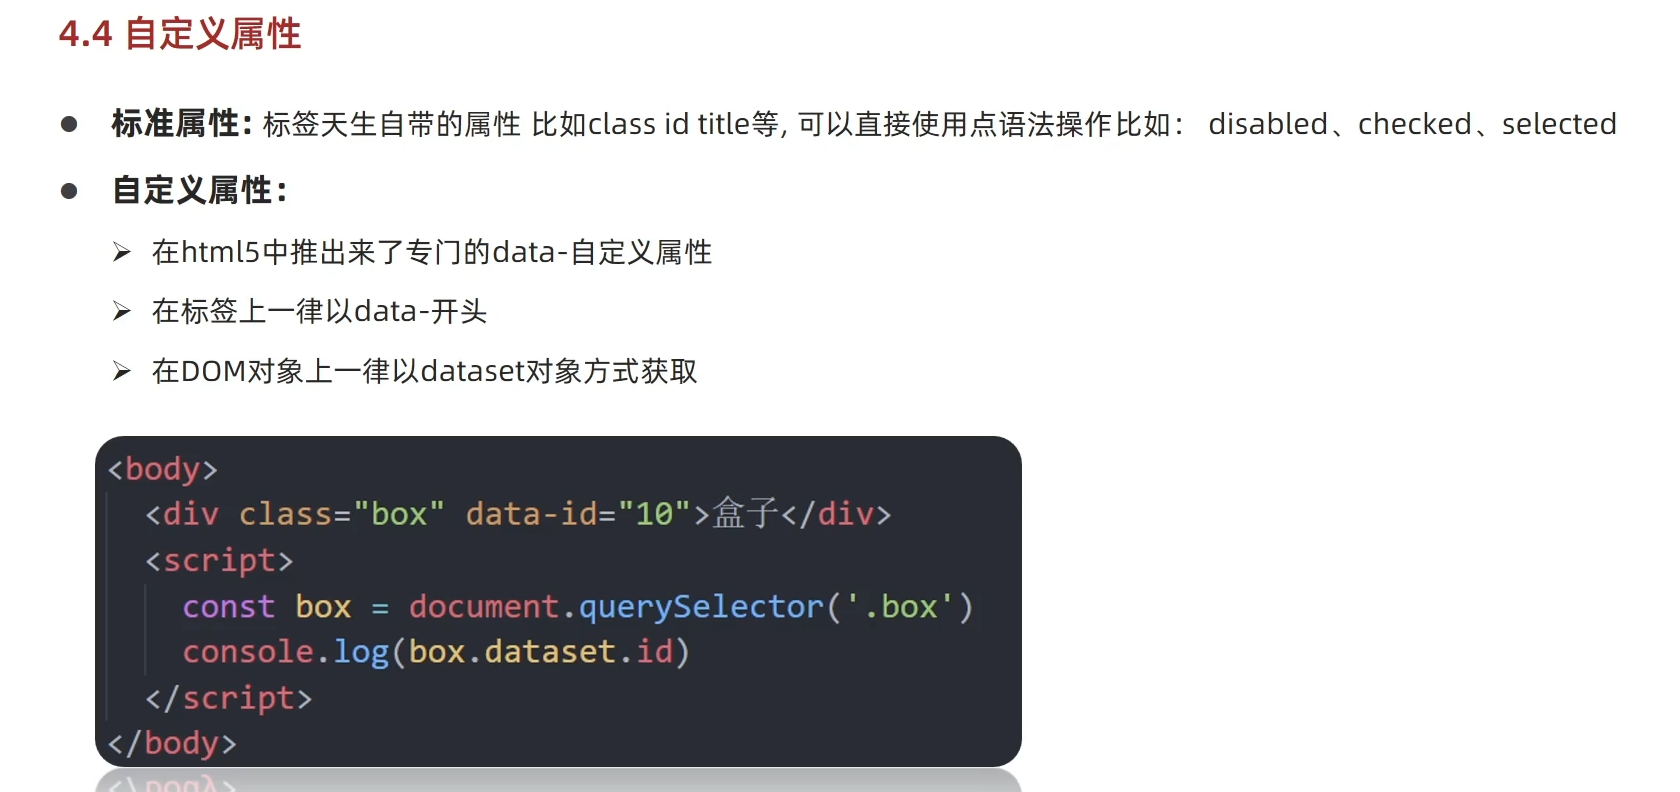 4.4 自定义属性
● 标准属性: 标签天生自带的属性 比如class id title等, 可以直接使用点语法操作比如： disabled、checked、selected
● 自定义属性：
➢ 在html5中推出来了专门的data-自定义属性
➢ 在标签上一律以data-开头
➢ 在DOM对象上一律以dataset对象方式获取
<body>
<div class="box" data-id="10">盒子</div>
<script>
const box = document.querySelector('.box')
console.log(box.dataset.id)
</script>
</body>